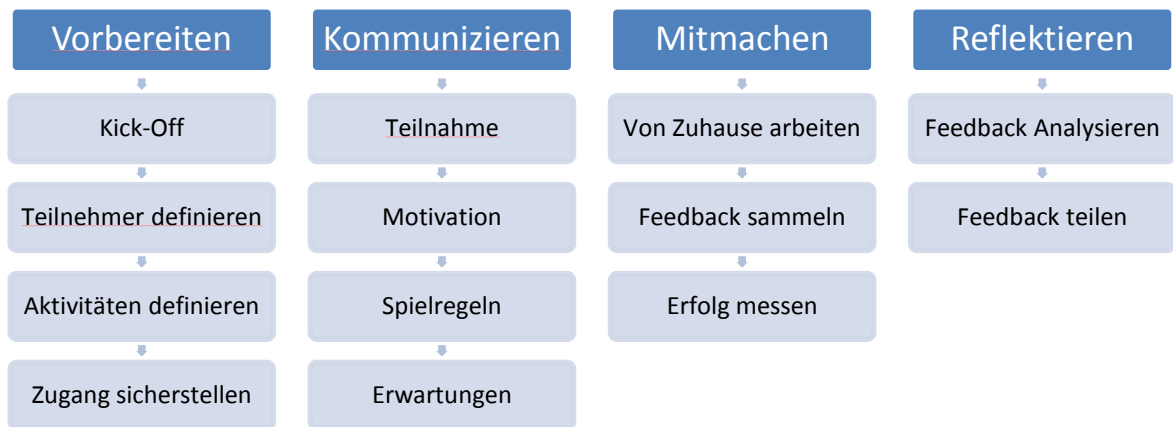 Vorbereiten
Kick-Off
Teilnehmer definieren
Aktivitäten definieren
Zugang sicherstellen
Kommunizieren
Teilnahme
Motivation
Spielregeln
Erwartungen
Mitmachen
Von Zuhause arbeiten
Feedback sammeln
Erfolg messen
Reflektieren
Feedback Analysieren
Feedback teilen